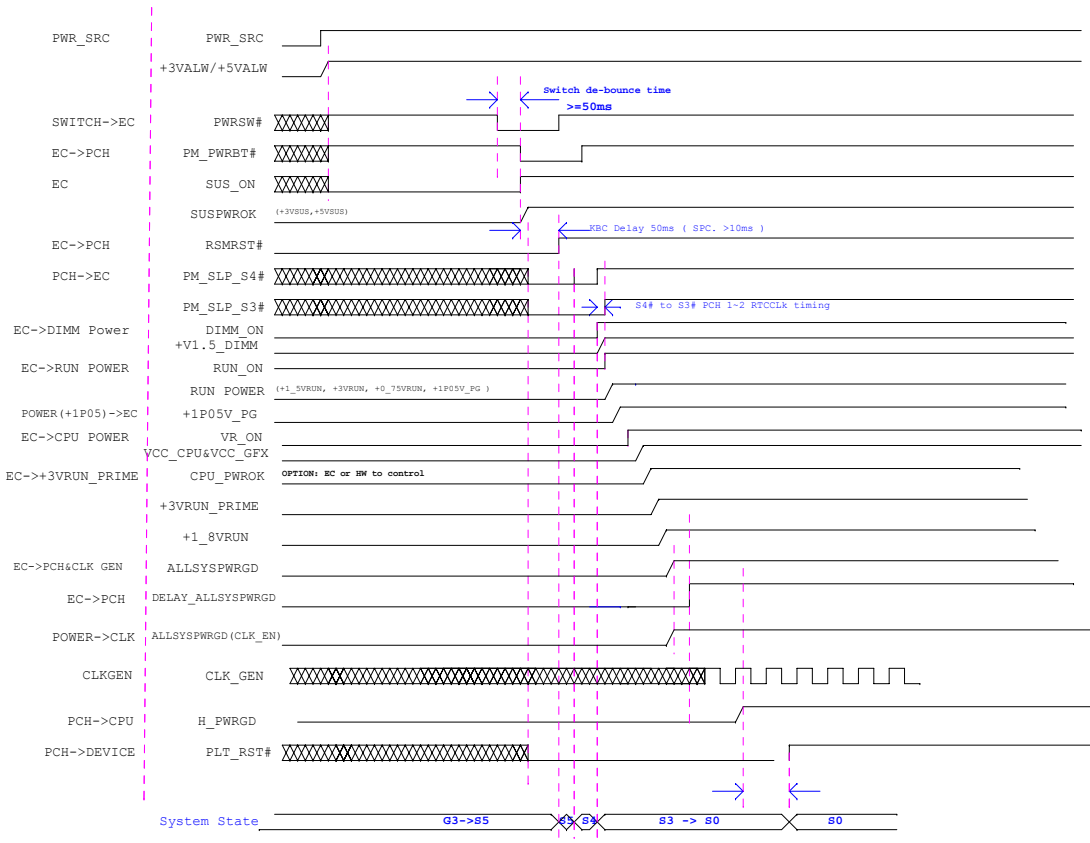 PWR_SRC PWR_SRC
+3VALW/+5VALW
Switch de-bounce time
>=50ms
SWITCH->EC PWRSW#
EC->PCH PM_PWRBT#
EC SUS_ON
SUSPWROK (+3VSUS,+5VSUS)
KBC Delay 50ms ( SPC. >10ms )
EC->PCH RSMRST#
PCH->EC PM_SLP_S4#
PM_SLP_S3# S4# to S3# PCH 1~2 RTCCLk timing
EC->DIMM Power DIMM_ON
+V1.5_DIMM
EC->RUN POWER RUN_ON
RUN POWER (+1_5VRUN, +3VRUN, +0_75VRUN, +1P05V_PG )
POWER(+1P05)->EC +1P05V_PG
EC->CPU POWER VR_ON
VCC_CPU&VCC_GFX
EC->+3VRUN_PRIME CPU_PWROK OPTION: EC or HW to control
+3VRUN_PRIME
+1_8VRUN
EC->PCH&CLK GEN ALLSYSPWRGD
EC->PCH DELAY_ALLSYSPWRGD
POWER->CLK ALLSYSPWRGD(CLK_EN)
CLKGEN CLK_GEN
PCH->CPU H_PWRGD
PCH->DEVICE PLT_RST#
System State G3->S5 S5 S4 S3 -> S0 S0